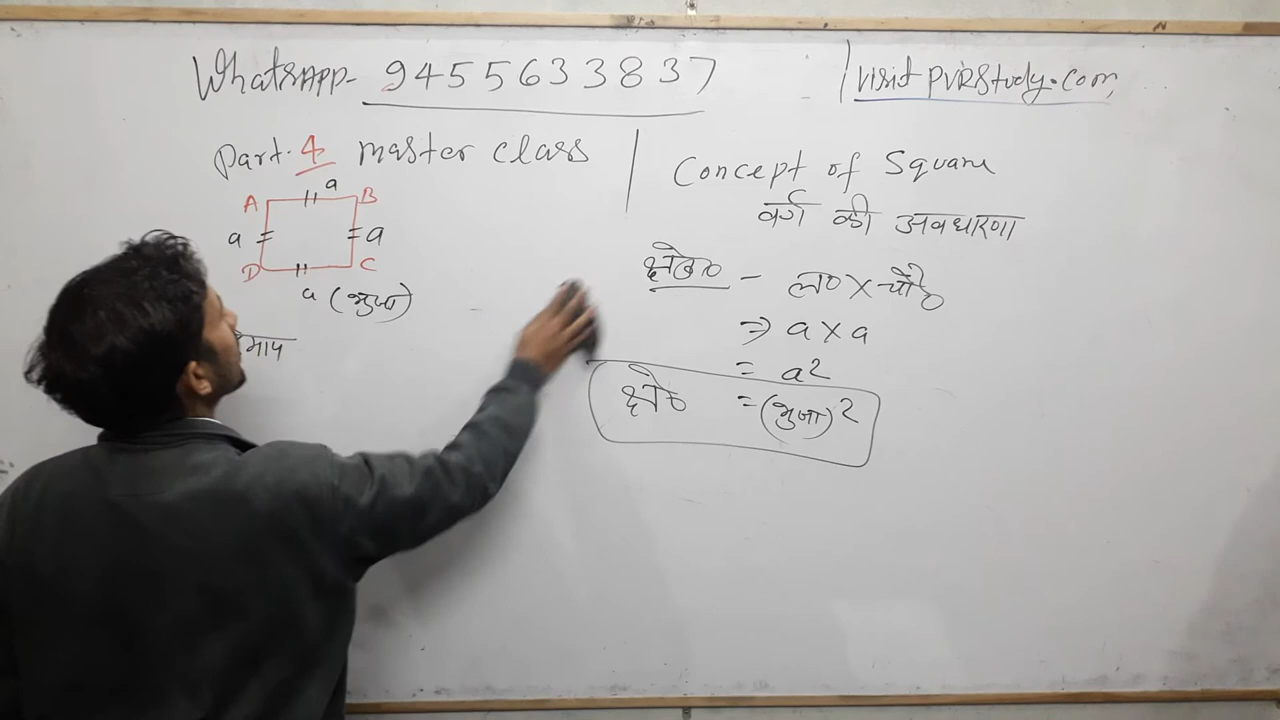 WhatsAPP- 9455633837
visit PVRStudy.com,
Part. 4 master class
Concept of Square
वर्ग की अवधारणा
a
A B
a a
D C
a (भुजा)
माप
क्षे०फ० - ल० × चौ०
⇒ a × a
= a²
क्षे० = (भुजा)²